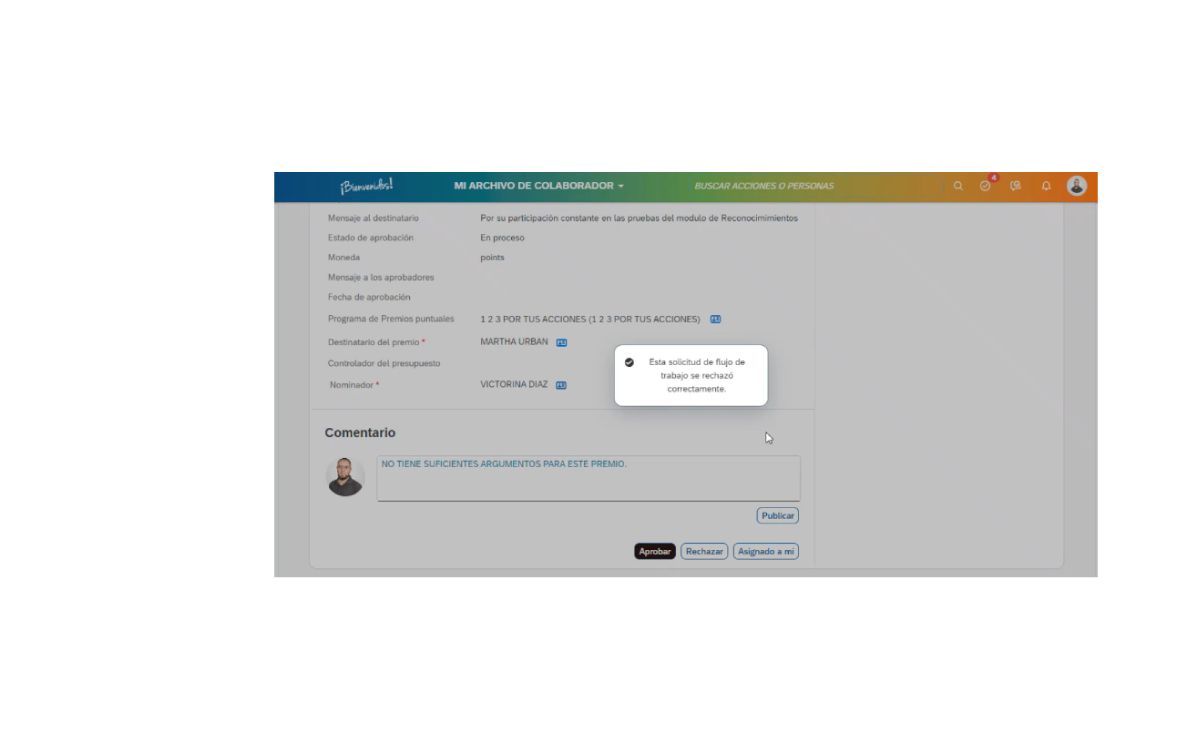 ¡Bienvenidos! MI ARCHIVO DE COLABORADOR BUSCAR ACCIONES O PERSONAS 4
Mensaje al destinatario Por su participación constante en las pruebas del modulo de Reconocimimientos
Estado de aprobación En proceso
Moneda points
Mensaje a los aprobadores
Fecha de aprobación
Programa de Premios puntuales 1 2 3 POR TUS ACCIONES (1 2 3 POR TUS ACCIONES)
Destinatario del premio * MARTHA URBAN
Controlador del presupuesto
Nominador * VICTORINA DIAZ
Esta solicitud de flujo de
trabajo se rechazó
correctamente.
Comentario
NO TIENE SUFICIENTES ARGUMENTOS PARA ESTE PREMIO.
Publicar
Aprobar Rechazar Asignado a mi